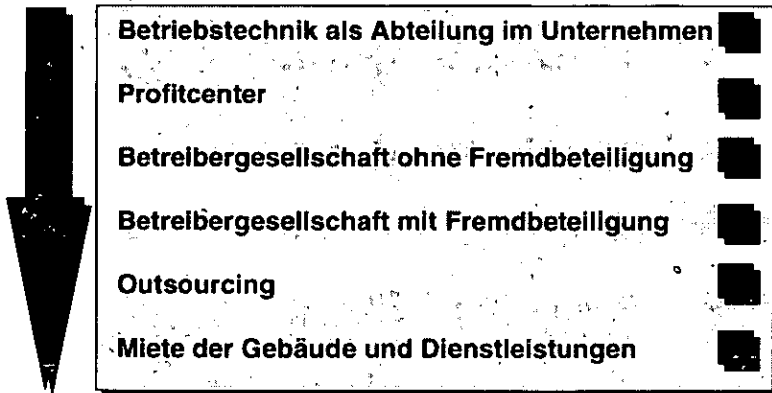 Betriebstechnik als Abteilung im Unternehmen
Profitcenter
Betreibergesellschaft ohne Fremdbeteiligung
Betreibergesellschaft mit Fremdbeteiligung
Outsourcing
Miete der Gebäude und Dienstleistungen